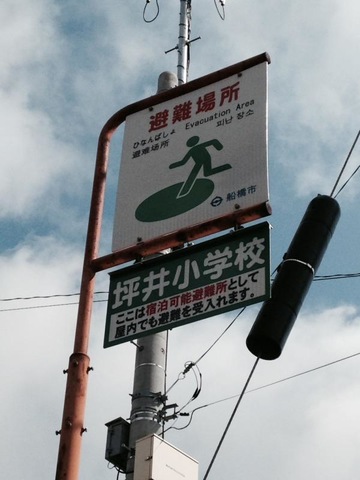 避難場所
ひなんばしょ Evacuation Area
避難場所 피난장소
船橋市
坪井小学校
ここは宿泊可能避難所として
屋内でも避難を受入れます。